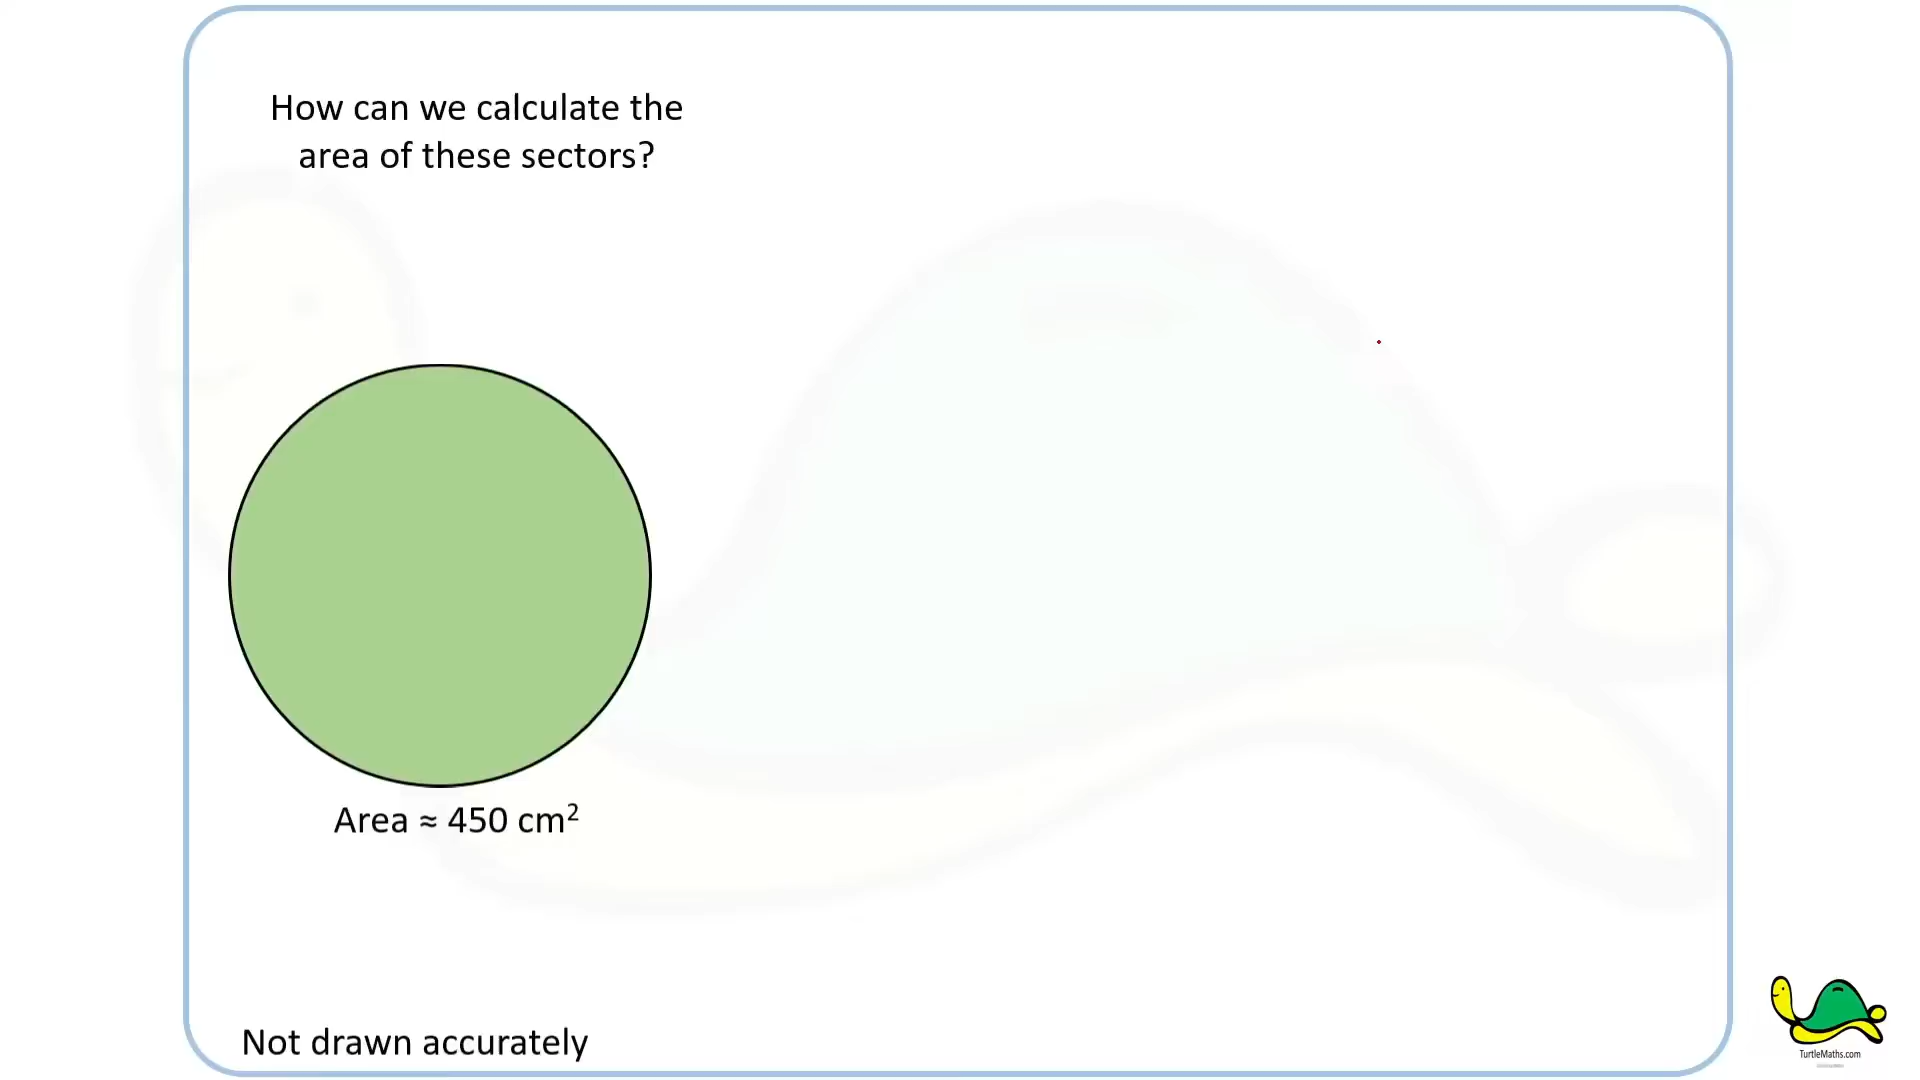 How can we calculate the
area of these sectors?
Area ≈ 450 cm²
Not drawn accurately
TurtleMaths.com